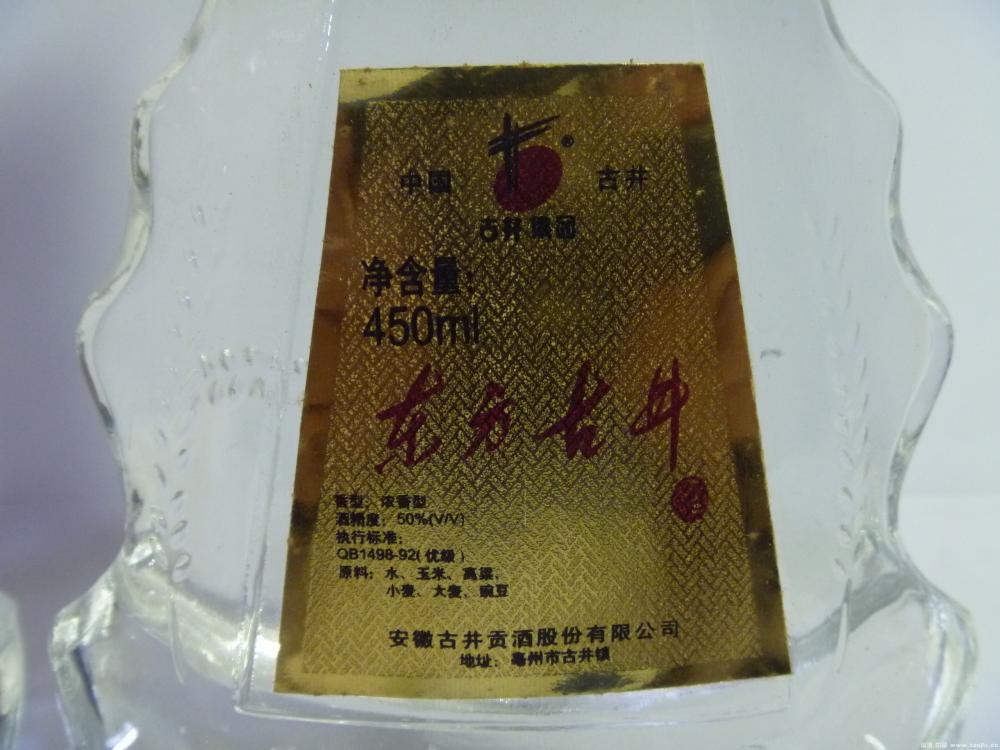 中国 古井
®
古井 徽品
净含量:
450ml
东方古井
香型:浓香型
酒精度:50%(V/V)
执行标准:
QB1498-92(优级)
原料:水、玉米、高粱、
小麦、大麦、豌豆
安徽古井贡酒股份有限公司
地址:亳州市古井镇